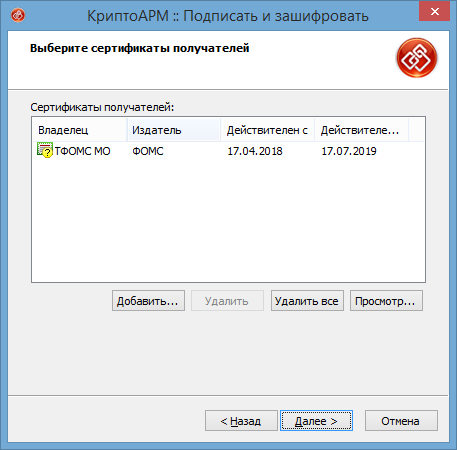 КриптоАРМ :: Подписать и зашифровать
Выберите сертификаты получателей
Сертификаты получателей:
Владелец Издатель Действителен с Действителе...
ТФОМС МО ФОМС 17.04.2018 17.07.2019
Добавить... Удалить Удалить все Просмотр...
< Назад Далее > Отмена